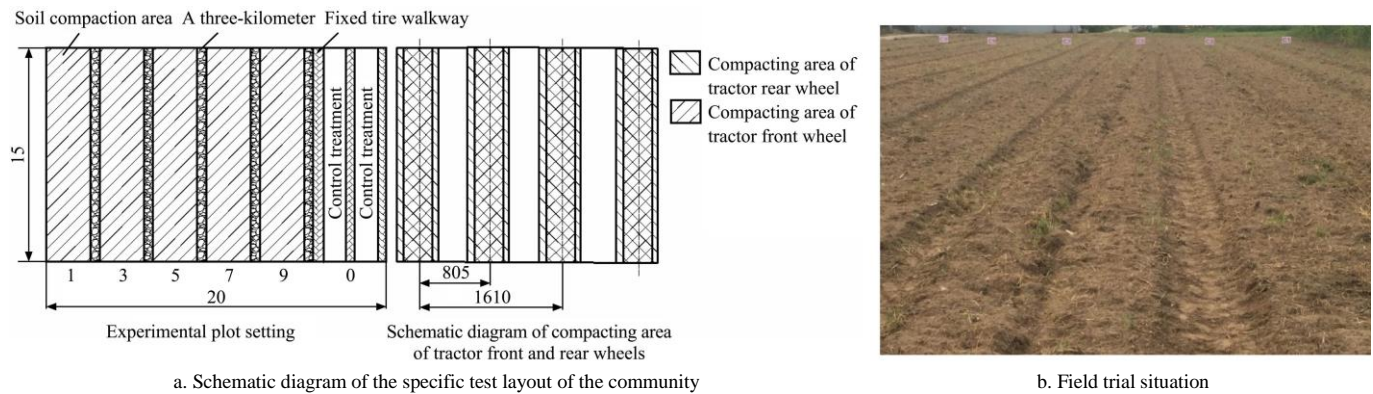 Soil compaction area A three-kilometer Fixed tire walkway
15
Control treatment
Control treatment
1 3 5 7 9 0
20
Experimental plot setting
805
1610
Schematic diagram of compacting area
of tractor front and rear wheels
Compacting area of
tractor rear wheel
Compacting area of
tractor front wheel
a. Schematic diagram of the specific test layout of the community
b. Field trial situation